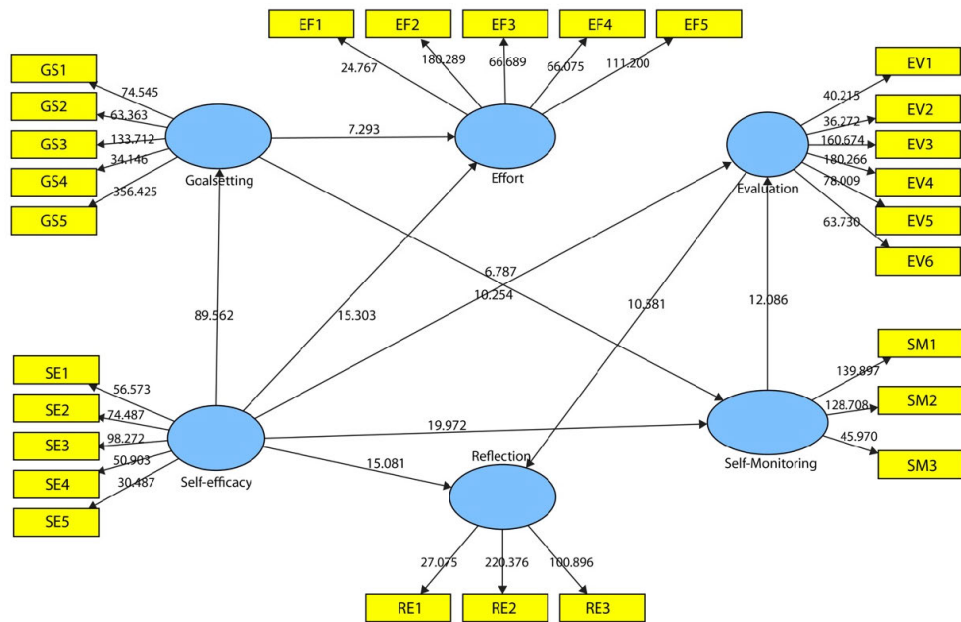 EF1
EF2
EF3
EF4
EF5
24.767
180.289
66.689
66.075
111.200
GS1
GS2
GS3
GS4
GS5
74.545
63.363
133.712
34.146
356.425
Goalsetting
7.293
Effort
EV1
EV2
EV3
EV4
EV5
EV6
40.215
36.272
160.674
180.266
78.009
63.730
Evaluation
89.562
15.303
6.787
10.254
10.581
12.086
SE1
SE2
SE3
SE4
SE5
56.573
74.487
98.272
50.903
30.487
Self-efficacy
19.972
15.081
Reflection
Self-Monitoring
SM1
SM2
SM3
139.897
128.708
45.970
27.075
220.376
100.896
RE1
RE2
RE3